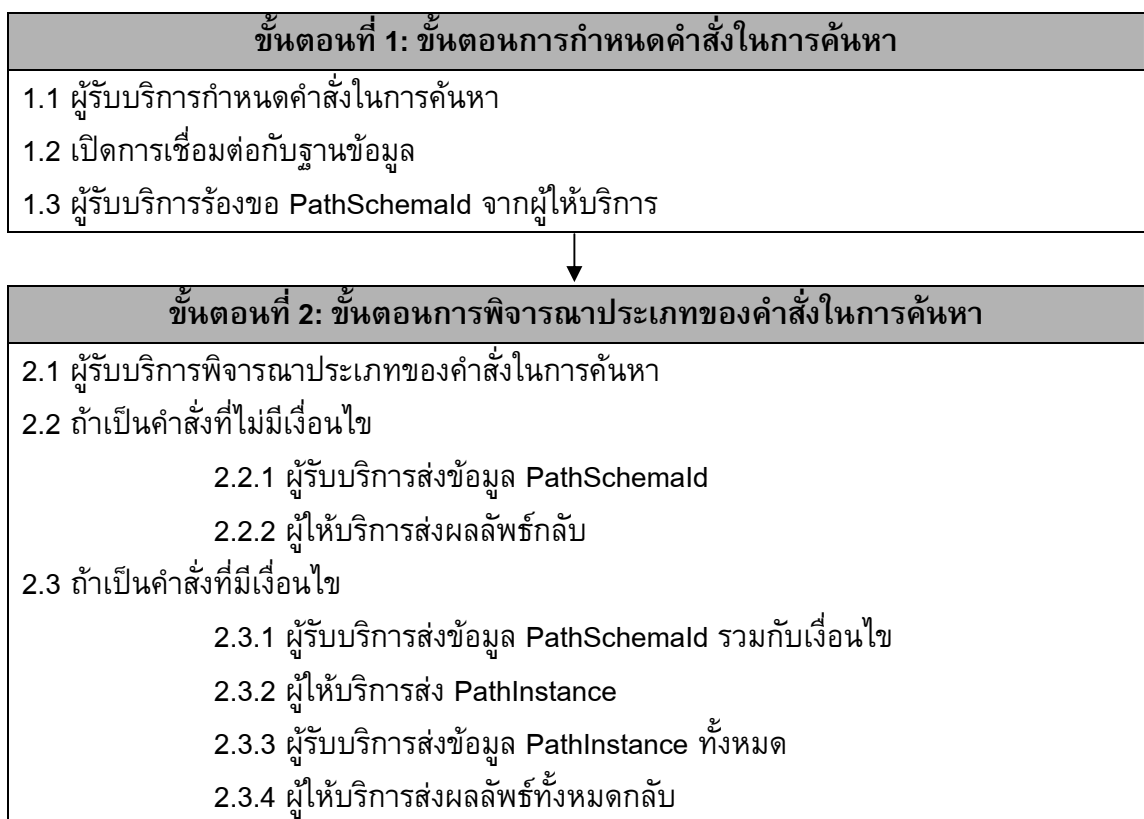 ขั้นตอนที่ 1: ขั้นตอนการกำหนดคำสั่งในการค้นหา
1.1 ผู้รับบริการกำหนดคำสั่งในการค้นหา
1.2 เปิดการเชื่อมต่อกับฐานข้อมูล
1.3 ผู้รับบริการร้องขอ PathSchemaId จากผู้ให้บริการ
ขั้นตอนที่ 2: ขั้นตอนการพิจารณาประเภทของคำสั่งในการค้นหา
2.1 ผู้รับบริการพิจารณาประเภทของคำสั่งในการค้นหา
2.2 ถ้าเป็นคำสั่งที่ไม่มีเงื่อนไข
2.2.1 ผู้รับบริการส่งข้อมูล PathSchemaId
2.2.2 ผู้ให้บริการส่งผลลัพธ์กลับ
2.3 ถ้าเป็นคำสั่งที่มีเงื่อนไข
2.3.1 ผู้รับบริการส่งข้อมูล PathSchemaId รวมกับเงื่อนไข
2.3.2 ผู้ให้บริการส่ง PathInstance
2.3.3 ผู้รับบริการส่งข้อมูล PathInstance ทั้งหมด
2.3.4 ผู้ให้บริการส่งผลลัพธ์ทั้งหมดกลับ